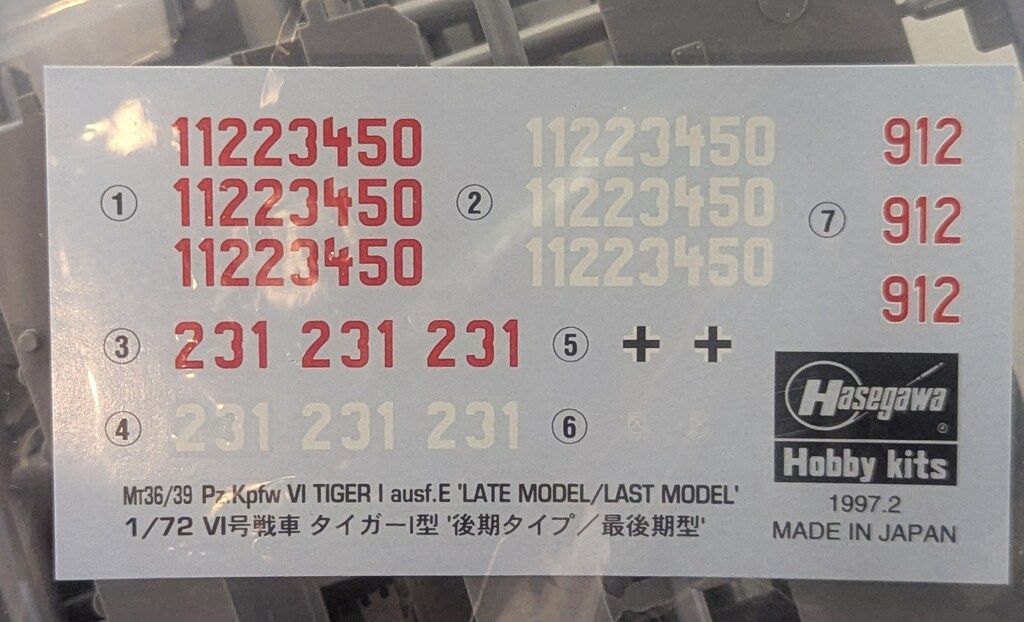 ① 11223450
11223450
11223450
② 11223450
11223450
11223450
⑦ 912
912
912
③ 231 231 231
④ 231 231 231
⑤
⑥
MT36/39 Pz.Kpfw VI TIGER I ausf.E 'LATE MODEL/LAST MODEL'
1/72 VI号戦車 タイガーI型 '後期タイプ/最後期型'
Hasegawa ®
Hobby kits
1997.2
MADE IN JAPAN